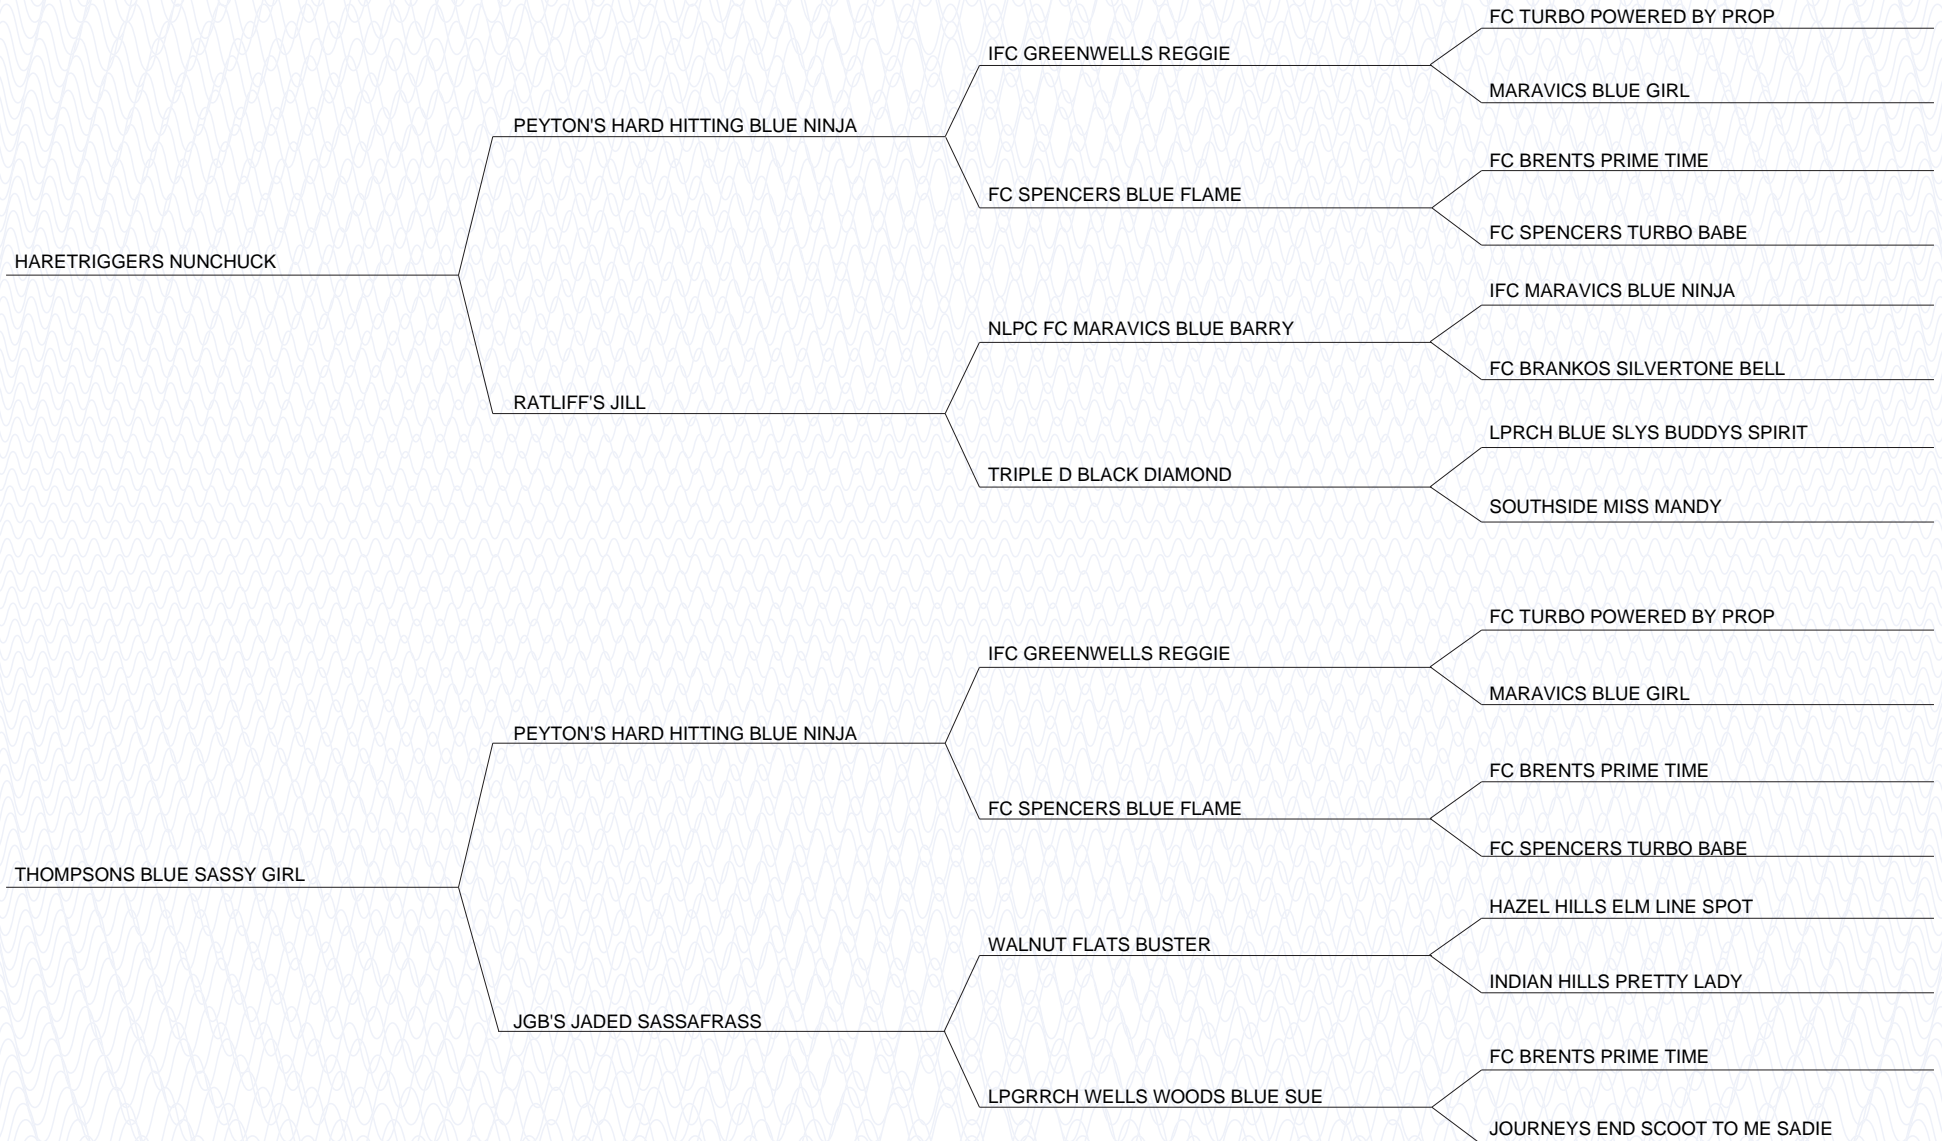 FC TURBO POWERED BY PROP
IFC GREENWELLS REGGIE
MARAVICS BLUE GIRL
PEYTON'S HARD HITTING BLUE NINJA
FC BRENTS PRIME TIME
FC SPENCERS BLUE FLAME
FC SPENCERS TURBO BABE
HARETRIGGERS NUNCHUCK
IFC MARAVICS BLUE NINJA
NLPC FC MARAVICS BLUE BARRY
FC BRANKOS SILVERTONE BELL
RATLIFF'S JILL
LPRCH BLUE SLYS BUDDYS SPIRIT
TRIPLE D BLACK DIAMOND
SOUTHSIDE MISS MANDY
FC TURBO POWERED BY PROP
IFC GREENWELLS REGGIE
MARAVICS BLUE GIRL
PEYTON'S HARD HITTING BLUE NINJA
FC BRENTS PRIME TIME
FC SPENCERS BLUE FLAME
FC SPENCERS TURBO BABE
THOMPSONS BLUE SASSY GIRL
HAZEL HILLS ELM LINE SPOT
WALNUT FLATS BUSTER
INDIAN HILLS PRETTY LADY
JGB'S JADED SASSAFRASS
FC BRENTS PRIME TIME
LPGRRCH WELLS WOODS BLUE SUE
JOURNEYS END SCOOT TO ME SADIE